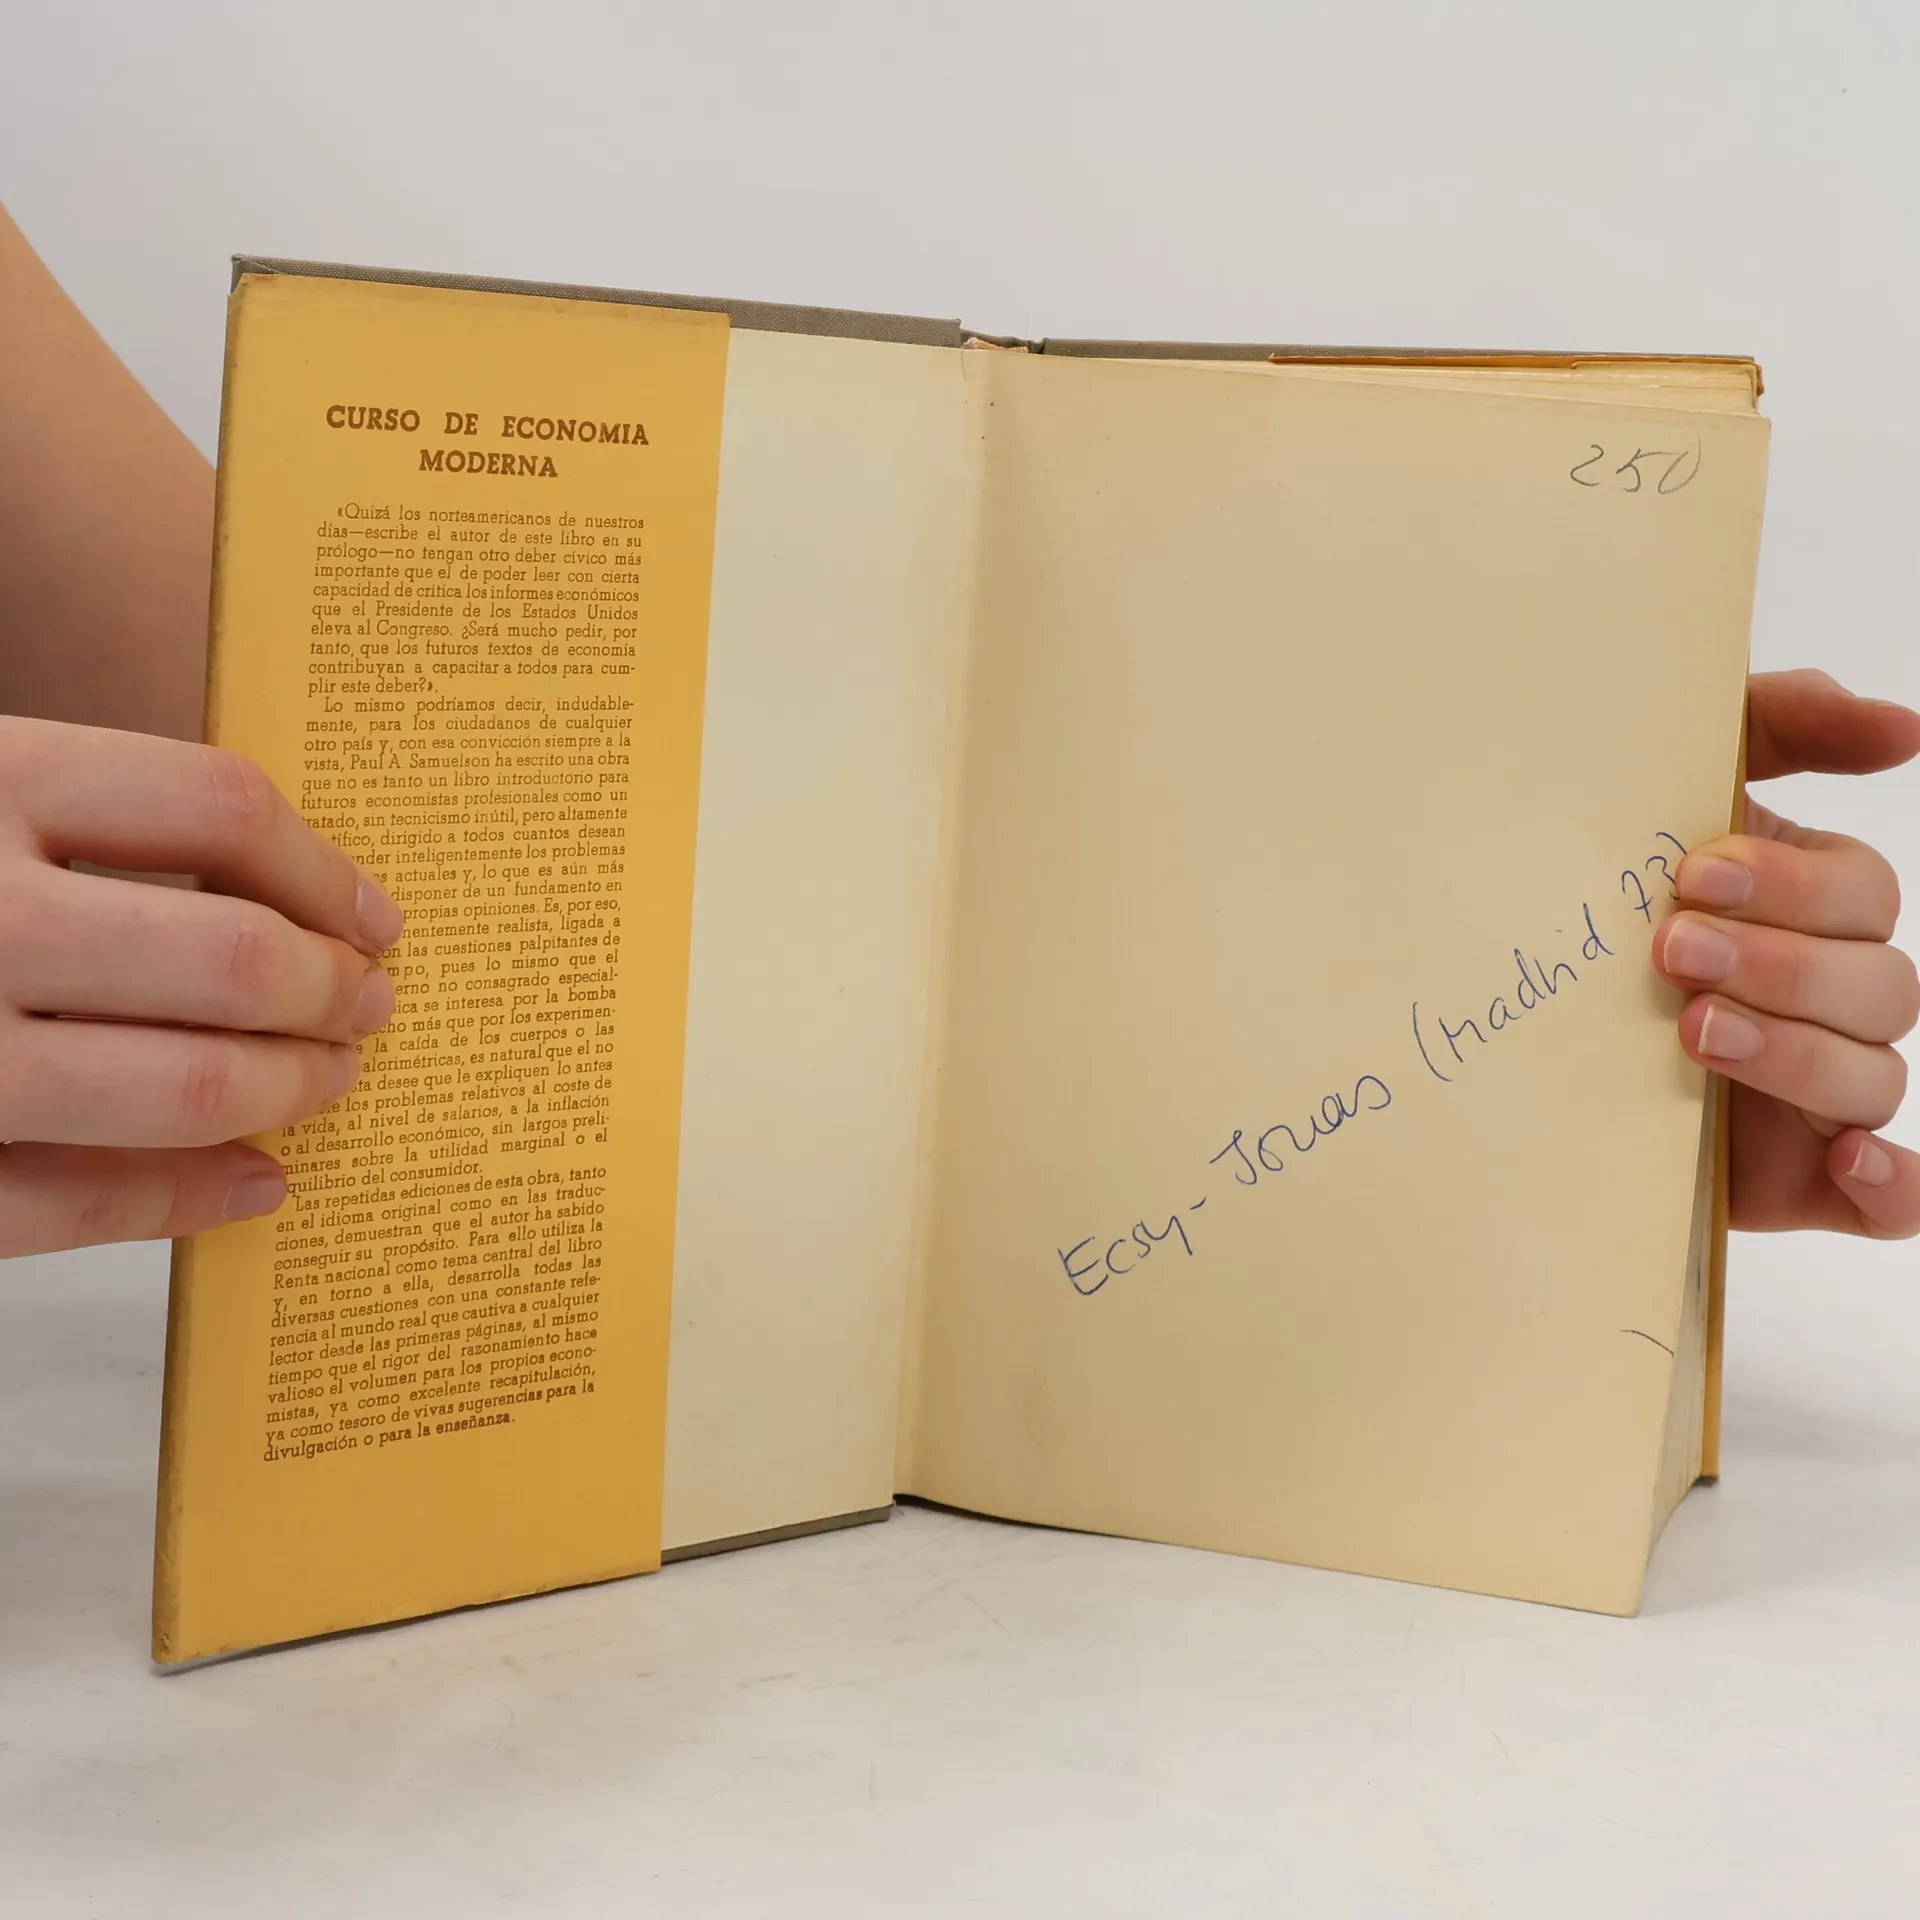 CURSO DE ECONOMIA
MODERNA
«Quizá los norteamericanos de nuestros
días—escribe el autor de este libro en su
prólogo—no tengan otro deber cívico más
importante que el de poder leer con cierta
capacidad de crítica los informes económicos
que el Presidente de los Estados Unidos
eleva al Congreso. ¿Será mucho pedir, por
tanto, que los futuros textos de economía
contribuyan a capacitar a todos para cum-
plir este deber?».
Lo mismo podríamos decir, indudable-
mente, para los ciudadanos de cualquier
otro país y, con esa convicción siempre a la
vista, Paul A. Samuelson ha escrito una obra
que no es tanto un libro introductorio para
futuros economistas profesionales como un
tratado, sin tecnicismo inútil, pero altamente
tífico, dirigido a todos cuantos desean
nder inteligentemente los problemas
os actuales y, lo que es aún más
disponer de un fundamento en
propias opiniones. Es, por eso,
nentemente realista, ligada a
on las cuestiones palpitantes de
mpo, pues lo mismo que el
erno no consagrado especial-
sica se interesa por la bomba
cho más que por los experimen-
e la caída de los cuerpos o las
alorimétricas, es natural que el no
sta desee que le expliquen lo antes
le los problemas relativos al coste de
la vida, al nivel de salarios, a la inflación
o al desarrollo económico, sin largos preli-
minares sobre la utilidad marginal o el
quilibrio del consumidor.
Las repetidas ediciones de esta obra, tanto
en el idioma original como en las traduc-
ciones, demuestran que el autor ha sabido
conseguir su propósito. Para ello utiliza la
Renta nacional como tema central del libro
y, en torno a ella, desarrolla todas las
diversas cuestiones con una constante refe-
rencia al mundo real que cautiva a cualquier
lector desde las primeras páginas, al mismo
tiempo que el rigor del razonamiento hace
valioso el volumen para los propios econo-
mistas, ya como excelente recapitulación,
ya como tesoro de vivas sugerencias para la
divulgación o para la enseñanza.
250
Ecsy-Jonas (Madrid 73)